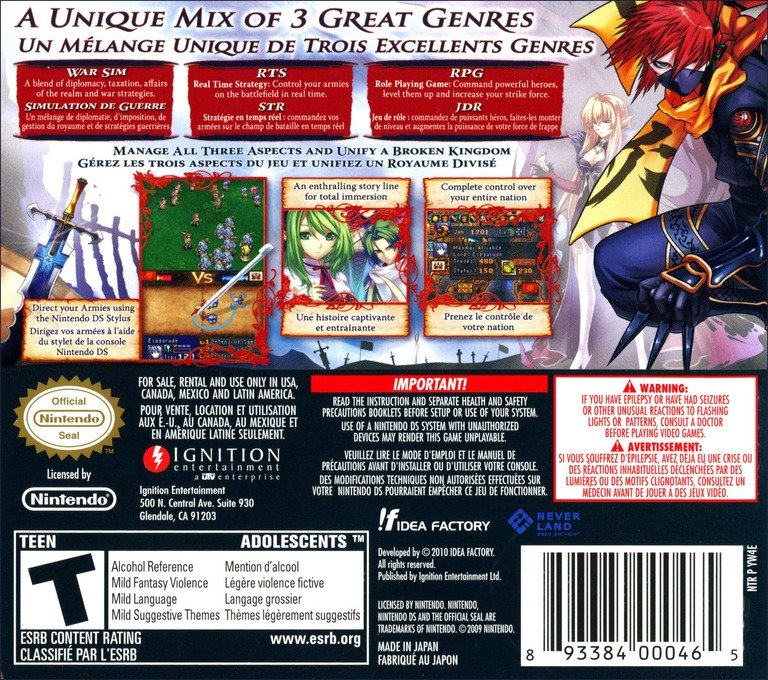 A Unique Mix of 3 Great Genres
Un Mélange Unique de Trois Excellents Genres
War Sim
A blend of diplomacy, taxation, affairs
of the realm and war strategies.
Simulation de Guerre
Un mélange de diplomatie, d'imposition, de
gestion du royaume et de stratégies guerrières
RTS
Real Time Strategy: Control your armies
on the battlefield in real time.
STR
Stratégie en temps réel : commandez vos
armées sur le champ de bataille en temps réel
RPG
Role Playing Game: Command powerful heroes,
level them up and increase your strike force.
JDR
Jeu de rôle : commandez de puissants héros, faites-les monter
de niveau et augmentez la puissance de votre force de frappe
Manage All Three Aspects and Unify a Broken Kingdom
Gérez les trois aspects du jeu et unifiez un Royaume Divisé
Direct your Armies using
the Nintendo DS Stylus
Dirigez vos armées à l'aide
du stylet de la console
Nintendo DS
Vs
An enthralling story line
for total immersion
Une histoire captivante
et entraînante
Complete control over
your entire nation
1201
Troops: 480
Status: 150
230
Prenez le contrôle de
votre nation
Official
Nintendo
Seal
TM
Licensed by
Nintendo
FOR SALE, RENTAL AND USE ONLY IN USA,
CANADA, MEXICO AND LATIN AMERICA.
POUR VENTE, LOCATION ET UTILISATION
AUX É.-U., AU CANADA, AU MEXIQUE ET
EN AMÉRIQUE LATINE SEULEMENT.
IGNITION
entertainment
a UTV enterprise
Ignition Entertainment
500 N. Central Ave. Suite 930
Glendale, CA 91203
IMPORTANT!
READ THE INSTRUCTION AND SEPARATE HEALTH AND SAFETY
PRECAUTIONS BOOKLETS BEFORE SETUP OR USE OF YOUR SYSTEM.
USE OF A NINTENDO DS SYSTEM WITH UNAUTHORIZED
DEVICES MAY RENDER THIS GAME UNPLAYABLE.
VEUILLEZ LIRE LE MODE D'EMPLOI ET LE MANUEL DE
PRÉCAUTIONS AVANT D'INSTALLER OU D'UTILISER VOTRE CONSOLE.
DES MODIFICATIONS TECHNIQUES NON AUTORISÉES EFFECTUÉES SUR
VOTRE NINTENDO DS POURRAIENT EMPÊCHER CE JEU DE FONCTIONNER.
WARNING:
IF YOU HAVE EPILEPSY OR HAVE HAD SEIZURES
OR OTHER UNUSUAL REACTIONS TO FLASHING
LIGHTS OR PATTERNS, CONSULT A DOCTOR
BEFORE PLAYING VIDEO GAMES.
AVERTISSEMENT:
SI VOUS SOUFFREZ D'ÉPILEPSIE, AVEZ DÉJÀ EU UNE CRISE OU
DES RÉACTIONS INHABITUELLES DÉCLENCHÉES PAR DES
LUMIÈRES OU DES MOTIFS CLIGNOTANTS, CONSULTEZ UN
MÉDECIN AVANT DE JOUER À DES JEUX VIDÉO.
IDEA FACTORY
NEVER
LAND
Developed by © 2010 IDEA FACTORY.
All rights reserved.
Published by Ignition Entertainment Ltd.
LICENSED BY NINTENDO. NINTENDO,
NINTENDO DS AND THE OFFICIAL SEAL ARE
TRADEMARKS OF NINTENDO. © 2009 NINTENDO.
MADE IN JAPAN
FABRIQUÉ AU JAPON
TEEN
ADOLESCENTS ™
T
Alcohol Reference
Mild Fantasy Violence
Mild Language
Mild Suggestive Themes
Mention d'alcool
Légère violence fictive
Langage grossier
Thèmes légèrement suggestifs
ESRB CONTENT RATING
CLASSIFIÉ PAR L'ESRB
www.esrb.org
8 93384 00046 5
NTR P YW4E